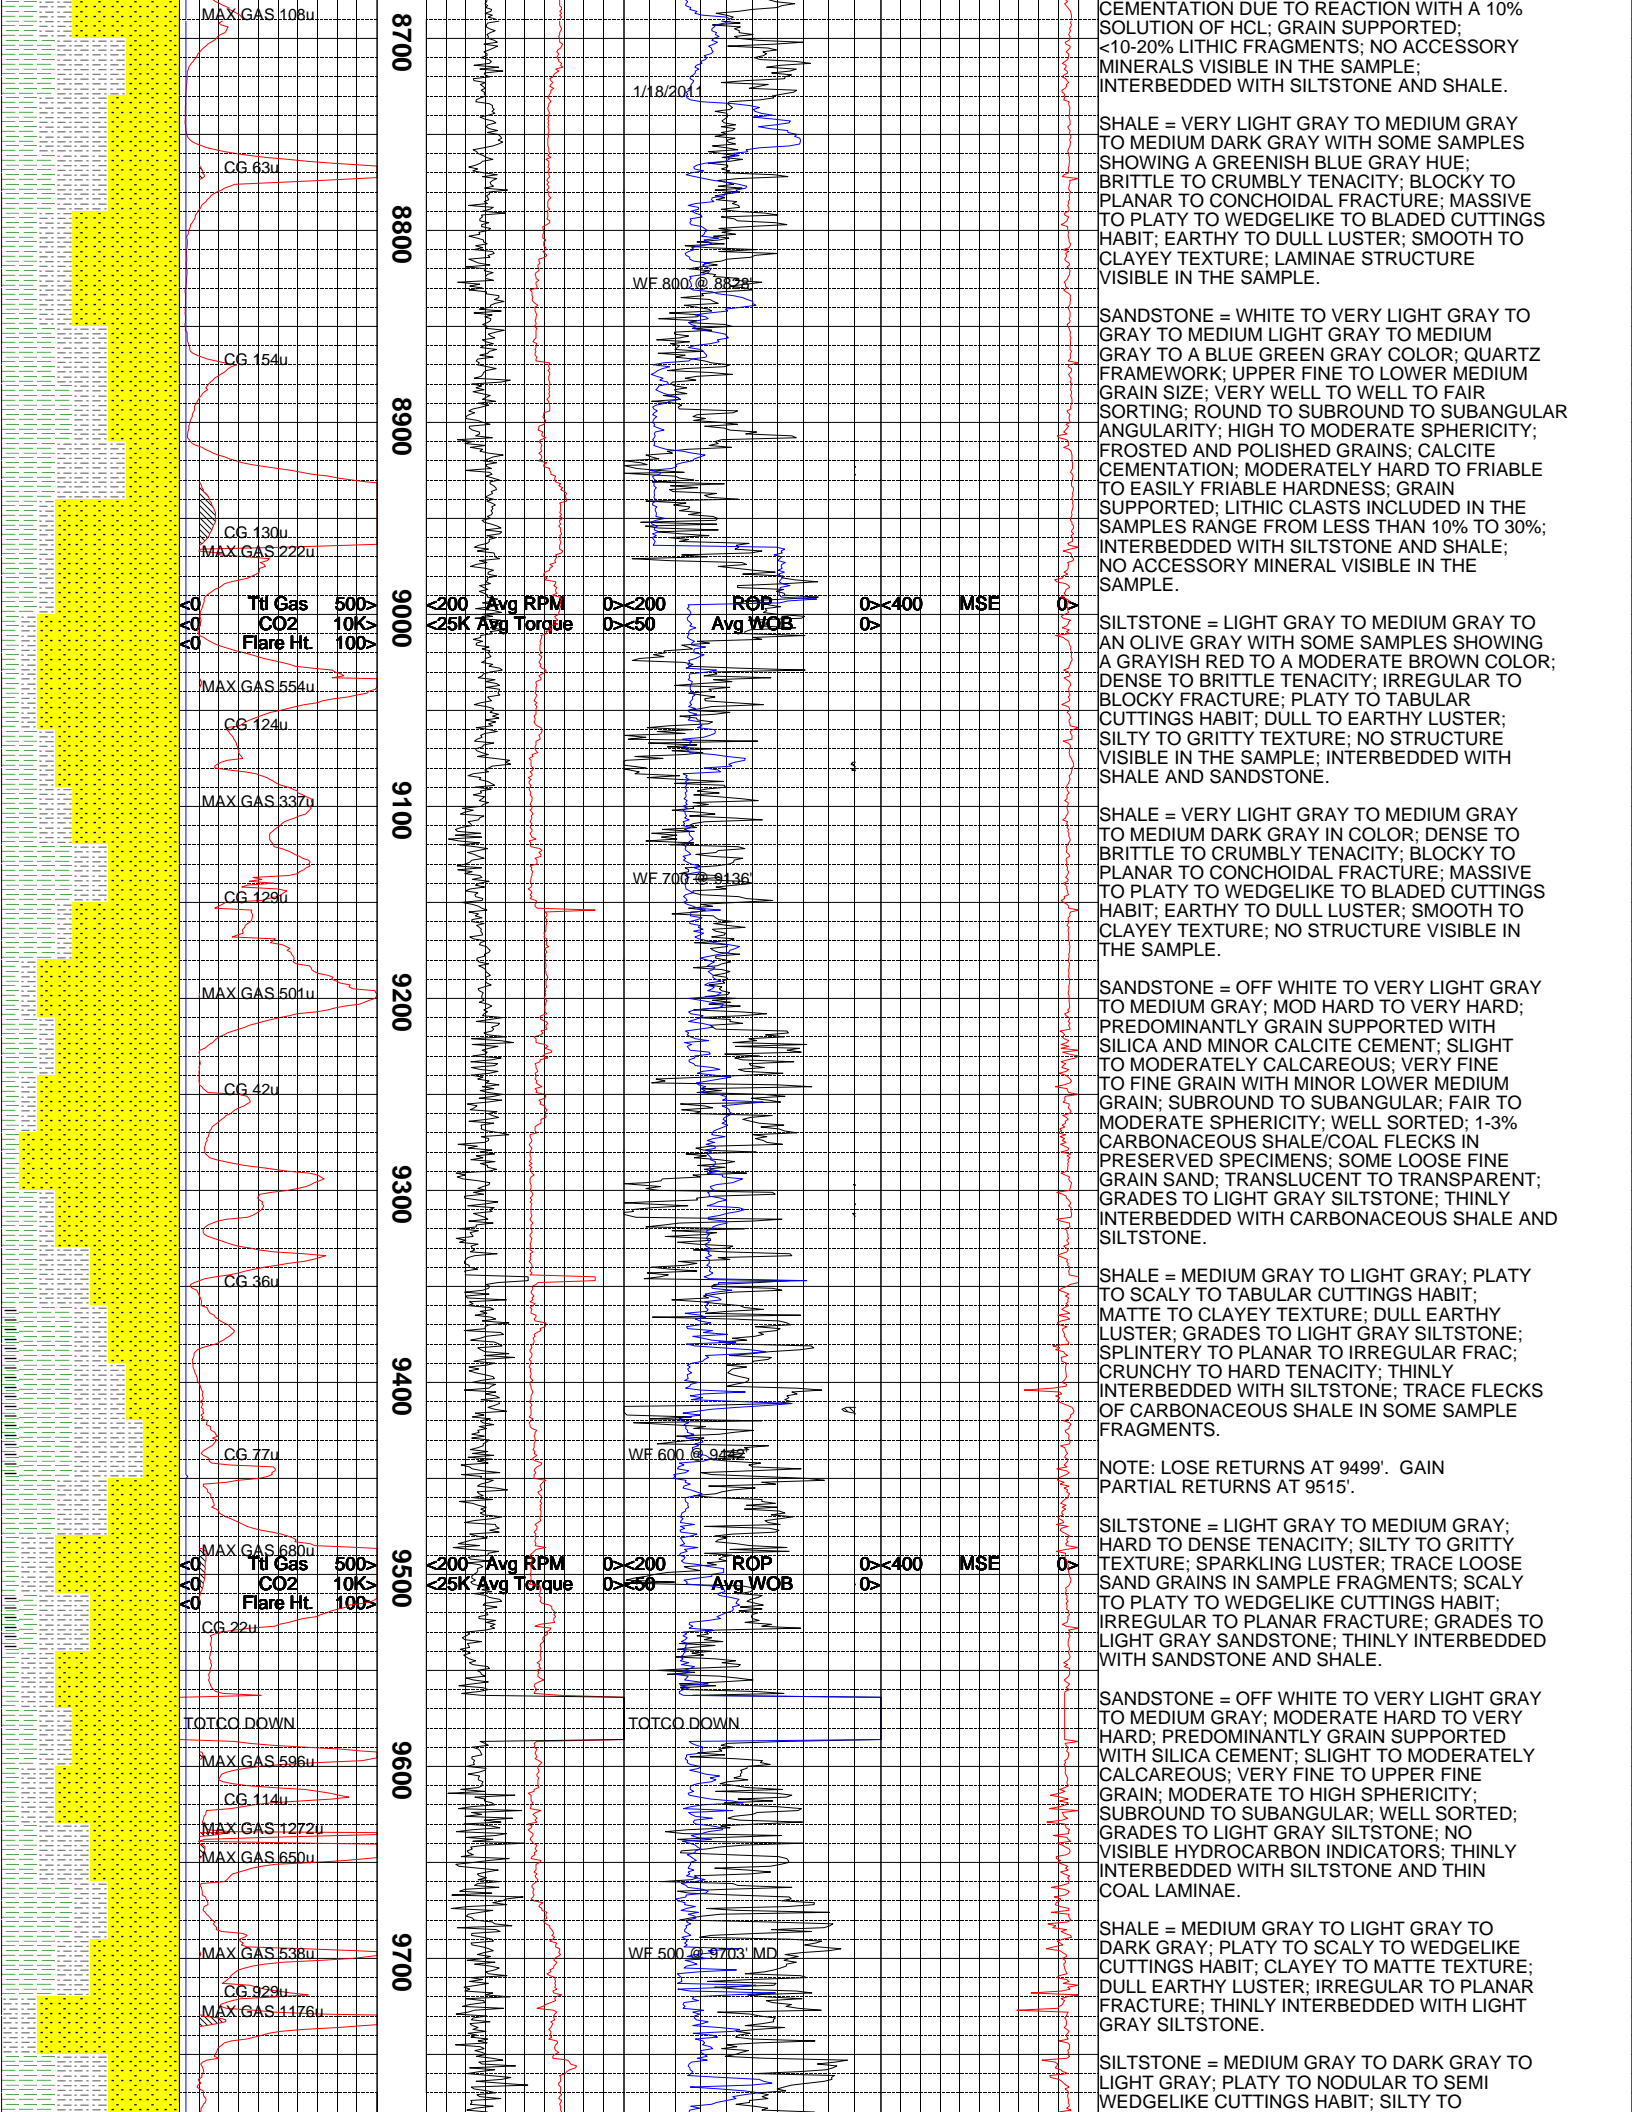 MAX GAS 108u
8700
1/18/2011
CG 63u
8800
WF 800 @ 8828'
CG 154u
8900
CG 130u
MAX GAS 222u
<0 Ttl Gas 500>
<0 CO2 10K>
<0 Flare Ht. 100>
9000
<200 Avg RPM 0>
<25K Avg Torque 0>
<200 ROP 0>
<50 Avg WOB 0>
<400 MSE 0>
MAX GAS 554u
CG 124u
MAX GAS 337u
9100
WF 700 @ 9136'
CG 129u
MAX GAS 501u
9200
CG 42u
9300
CG 36u
9400
CG 77u
WF 600 @ 9442'
MAX GAS 680u
<0 Ttl Gas 500>
<0 CO2 10K>
<0 Flare Ht. 100>
9500
<200 Avg RPM 0>
<25K Avg Torque 0>
<200 ROP 0>
<50 Avg WOB 0>
<400 MSE 0>
CG 22u
TOTCO DOWN
TOTCO DOWN
MAX GAS 596u
9600
CG 114u
MAX GAS 1272u
MAX GAS 650u
MAX GAS 538u
9700
WF 500 @ 9703' MD
CG 929u
MAX GAS 1176u
CEMENTATION DUE TO REACTION WITH A 10%
SOLUTION OF HCL; GRAIN SUPPORTED;
<10-20% LITHIC FRAGMENTS; NO ACCESSORY
MINERALS VISIBLE IN THE SAMPLE;
INTERBEDDED WITH SILTSTONE AND SHALE.
SHALE = VERY LIGHT GRAY TO MEDIUM GRAY
TO MEDIUM DARK GRAY WITH SOME SAMPLES
SHOWING A GREENISH BLUE GRAY HUE;
BRITTLE TO CRUMBLY TENACITY; BLOCKY TO
PLANAR TO CONCHOIDAL FRACTURE; MASSIVE
TO PLATY TO WEDGELIKE TO BLADED CUTTINGS
HABIT; EARTHY TO DULL LUSTER; SMOOTH TO
CLAYEY TEXTURE; LAMINAE STRUCTURE
VISIBLE IN THE SAMPLE.
SANDSTONE = WHITE TO VERY LIGHT GRAY TO
GRAY TO MEDIUM LIGHT GRAY TO MEDIUM
GRAY TO A BLUE GREEN GRAY COLOR; QUARTZ
FRAMEWORK; UPPER FINE TO LOWER MEDIUM
GRAIN SIZE; VERY WELL TO WELL TO FAIR
SORTING; ROUND TO SUBROUND TO SUBANGULAR
ANGULARITY; HIGH TO MODERATE SPHERICITY;
FROSTED AND POLISHED GRAINS; CALCITE
CEMENTATION; MODERATELY HARD TO FRIABLE
TO EASILY FRIABLE HARDNESS; GRAIN
SUPPORTED; LITHIC CLASTS INCLUDED IN THE
SAMPLES RANGE FROM LESS THAN 10% TO 30%;
INTERBEDDED WITH SILTSTONE AND SHALE;
NO ACCESSORY MINERAL VISIBLE IN THE
SAMPLE.
SILTSTONE = LIGHT GRAY TO MEDIUM GRAY TO
AN OLIVE GRAY WITH SOME SAMPLES SHOWING
A GRAYISH RED TO A MODERATE BROWN COLOR;
DENSE TO BRITTLE TENACITY; IRREGULAR TO
BLOCKY FRACTURE; PLATY TO TABULAR
CUTTINGS HABIT; DULL TO EARTHY LUSTER;
SILTY TO GRITTY TEXTURE; NO STRUCTURE
VISIBLE IN THE SAMPLE; INTERBEDDED WITH
SHALE AND SANDSTONE.
SHALE = VERY LIGHT GRAY TO MEDIUM GRAY
TO MEDIUM DARK GRAY IN COLOR; DENSE TO
BRITTLE TO CRUMBLY TENACITY; BLOCKY TO
PLANAR TO CONCHOIDAL FRACTURE; MASSIVE
TO PLATY TO WEDGELIKE TO BLADED CUTTINGS
HABIT; EARTHY TO DULL LUSTER; SMOOTH TO
CLAYEY TEXTURE; NO STRUCTURE VISIBLE IN
THE SAMPLE.
SANDSTONE = OFF WHITE TO VERY LIGHT GRAY
TO MEDIUM GRAY; MOD HARD TO VERY HARD;
PREDOMINANTLY GRAIN SUPPORTED WITH
SILICA AND MINOR CALCITE CEMENT; SLIGHT
TO MODERATELY CALCAREOUS; VERY FINE
TO FINE GRAIN WITH MINOR LOWER MEDIUM
GRAIN; SUBROUND TO SUBANGULAR; FAIR TO
MODERATE SPHERICITY; WELL SORTED; 1-3%
CARBONACEOUS SHALE/COAL FLECKS IN
PRESERVED SPECIMENS; SOME LOOSE FINE
GRAIN SAND; TRANSLUCENT TO TRANSPARENT;
GRADES TO LIGHT GRAY SILTSTONE; THINLY
INTERBEDDED WITH CARBONACEOUS SHALE AND
SILTSTONE.
SHALE = MEDIUM GRAY TO LIGHT GRAY; PLATY
TO SCALY TO TABULAR CUTTINGS HABIT;
MATTE TO CLAYEY TEXTURE; DULL EARTHY
LUSTER; GRADES TO LIGHT GRAY SILTSTONE;
SPLINTERY TO PLANAR TO IRREGULAR FRAC;
CRUNCHY TO HARD TENACITY; THINLY
INTERBEDDED WITH SILTSTONE; TRACE FLECKS
OF CARBONACEOUS SHALE IN SOME SAMPLE
FRAGMENTS.
NOTE: LOSE RETURNS AT 9499'. GAIN
PARTIAL RETURNS AT 9515'.
SILTSTONE = LIGHT GRAY TO MEDIUM GRAY;
HARD TO DENSE TENACITY; SILTY TO GRITTY
TEXTURE; SPARKLING LUSTER; TRACE LOOSE
SAND GRAINS IN SAMPLE FRAGMENTS; SCALY
TO PLATY TO WEDGELIKE CUTTINGS HABIT;
IRREGULAR TO PLANAR FRACTURE; GRADES TO
LIGHT GRAY SANDSTONE; THINLY INTERBEDDED
WITH SANDSTONE AND SHALE.
SANDSTONE = OFF WHITE TO VERY LIGHT GRAY
TO MEDIUM GRAY; MODERATE HARD TO VERY
HARD; PREDOMINANTLY GRAIN SUPPORTED
WITH SILICA CEMENT; SLIGHT TO MODERATELY
CALCAREOUS; VERY FINE TO UPPER FINE
GRAIN; MODERATE TO HIGH SPHERICITY;
SUBROUND TO SUBANGULAR; WELL SORTED;
GRADES TO LIGHT GRAY SILTSTONE; NO
VISIBLE HYDROCARBON INDICATORS; THINLY
INTERBEDDED WITH SILTSTONE AND THIN
COAL LAMINAE.
SHALE = MEDIUM GRAY TO LIGHT GRAY TO
DARK GRAY; PLATY TO SCALY TO WEDGELIKE
CUTTINGS HABIT; CLAYEY TO MATTE TEXTURE;
DULL EARTHY LUSTER; IRREGULAR TO PLANAR
FRACTURE; THINLY INTERBEDDED WITH LIGHT
GRAY SILTSTONE.
SILTSTONE = MEDIUM GRAY TO DARK GRAY TO
LIGHT GRAY; PLATY TO NODULAR TO SEMI
WEDGELIKE CUTTINGS HABIT; SILTY TO